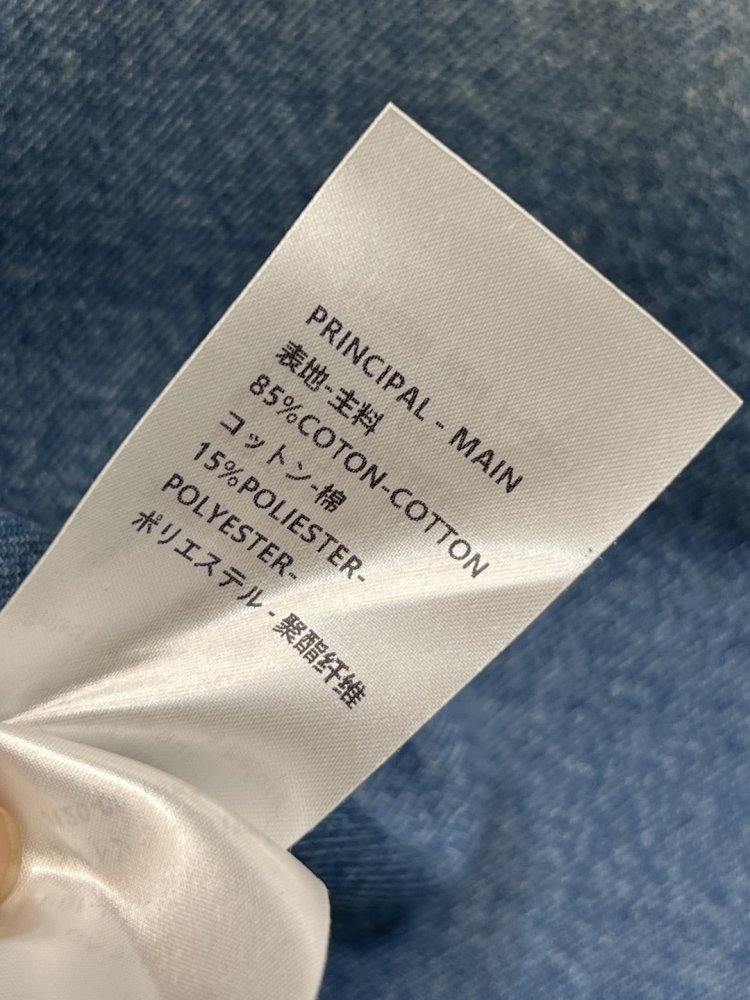 PRINCIPAL - MAIN
表地-主料
85%COTON-COTTON
コットン-棉
15%POLIESTER-
POLYESTER-
ポリエステル - 聚酯纤维